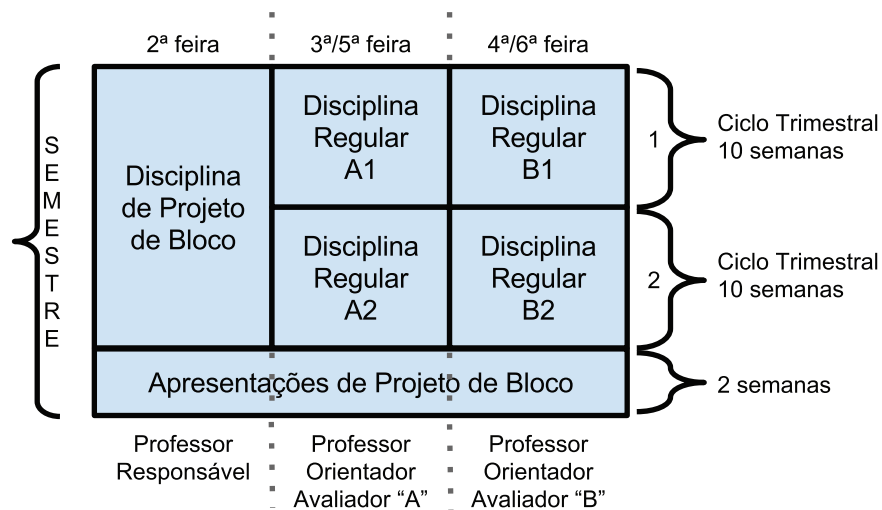 2ª feira
3ª/5ª feira
4ª/6ª feira
SEMESTRE
Disciplina
de Projeto
de Bloco
Disciplina
Regular
A1
Disciplina
Regular
B1
1
Ciclo Trimestral
10 semanas
Disciplina
Regular
A2
Disciplina
Regular
B2
2
Ciclo Trimestral
10 semanas
Apresentações de Projeto de Bloco
2 semanas
Professor
Responsável
Professor
Orientador
Avaliador “A”
Professor
Orientador
Avaliador “B”